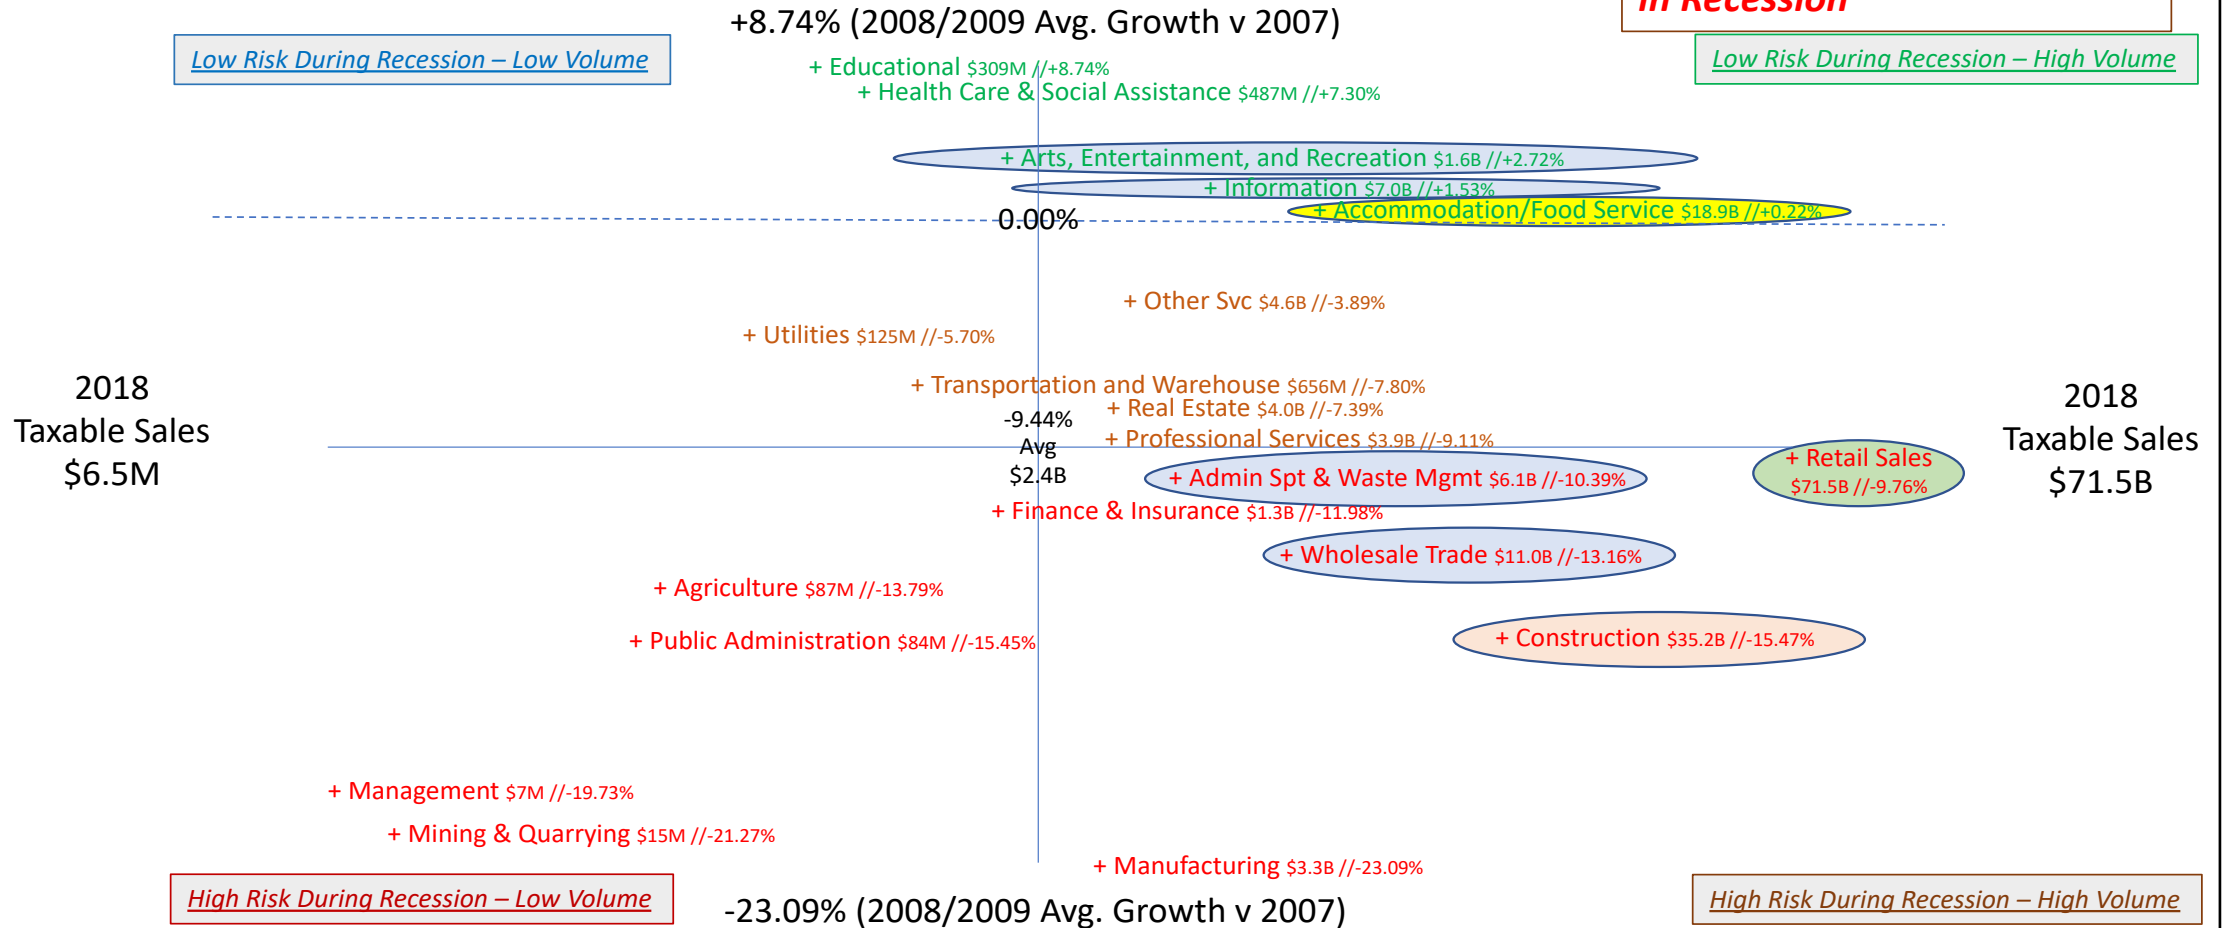 In Recession
+8.74% (2008/2009 Avg. Growth v 2007)
Low Risk During Recession – Low Volume
Low Risk During Recession – High Volume
+ Educational $309M //+8.74%
+ Health Care & Social Assistance $487M //+7.30%
+ Arts, Entertainment, and Recreation $1.6B //+2.72%
+ Information $7.0B //+1.53%
+ Accommodation/Food Service $18.9B //+0.22%
0.00%
+ Other Svc $4.6B //-3.89%
+ Utilities $125M //-5.70%
+ Transportation and Warehouse $656M //-7.80%
+ Real Estate $4.0B //-7.39%
+ Professional Services $3.9B //-9.11%
-9.44%
Avg
$2.4B
2018
Taxable Sales
$6.5M
2018
Taxable Sales
$71.5B
+ Retail Sales
$71.5B //-9.76%
+ Admin Spt & Waste Mgmt $6.1B //-10.39%
+ Finance & Insurance $1.3B //-11.98%
+ Wholesale Trade $11.0B //-13.16%
+ Agriculture $87M //-13.79%
+ Public Administration $84M //-15.45%
+ Construction $35.2B //-15.47%
+ Management $7M //-19.73%
+ Mining & Quarrying $15M //-21.27%
+ Manufacturing $3.3B //-23.09%
High Risk During Recession – Low Volume
-23.09% (2008/2009 Avg. Growth v 2007)
High Risk During Recession – High Volume